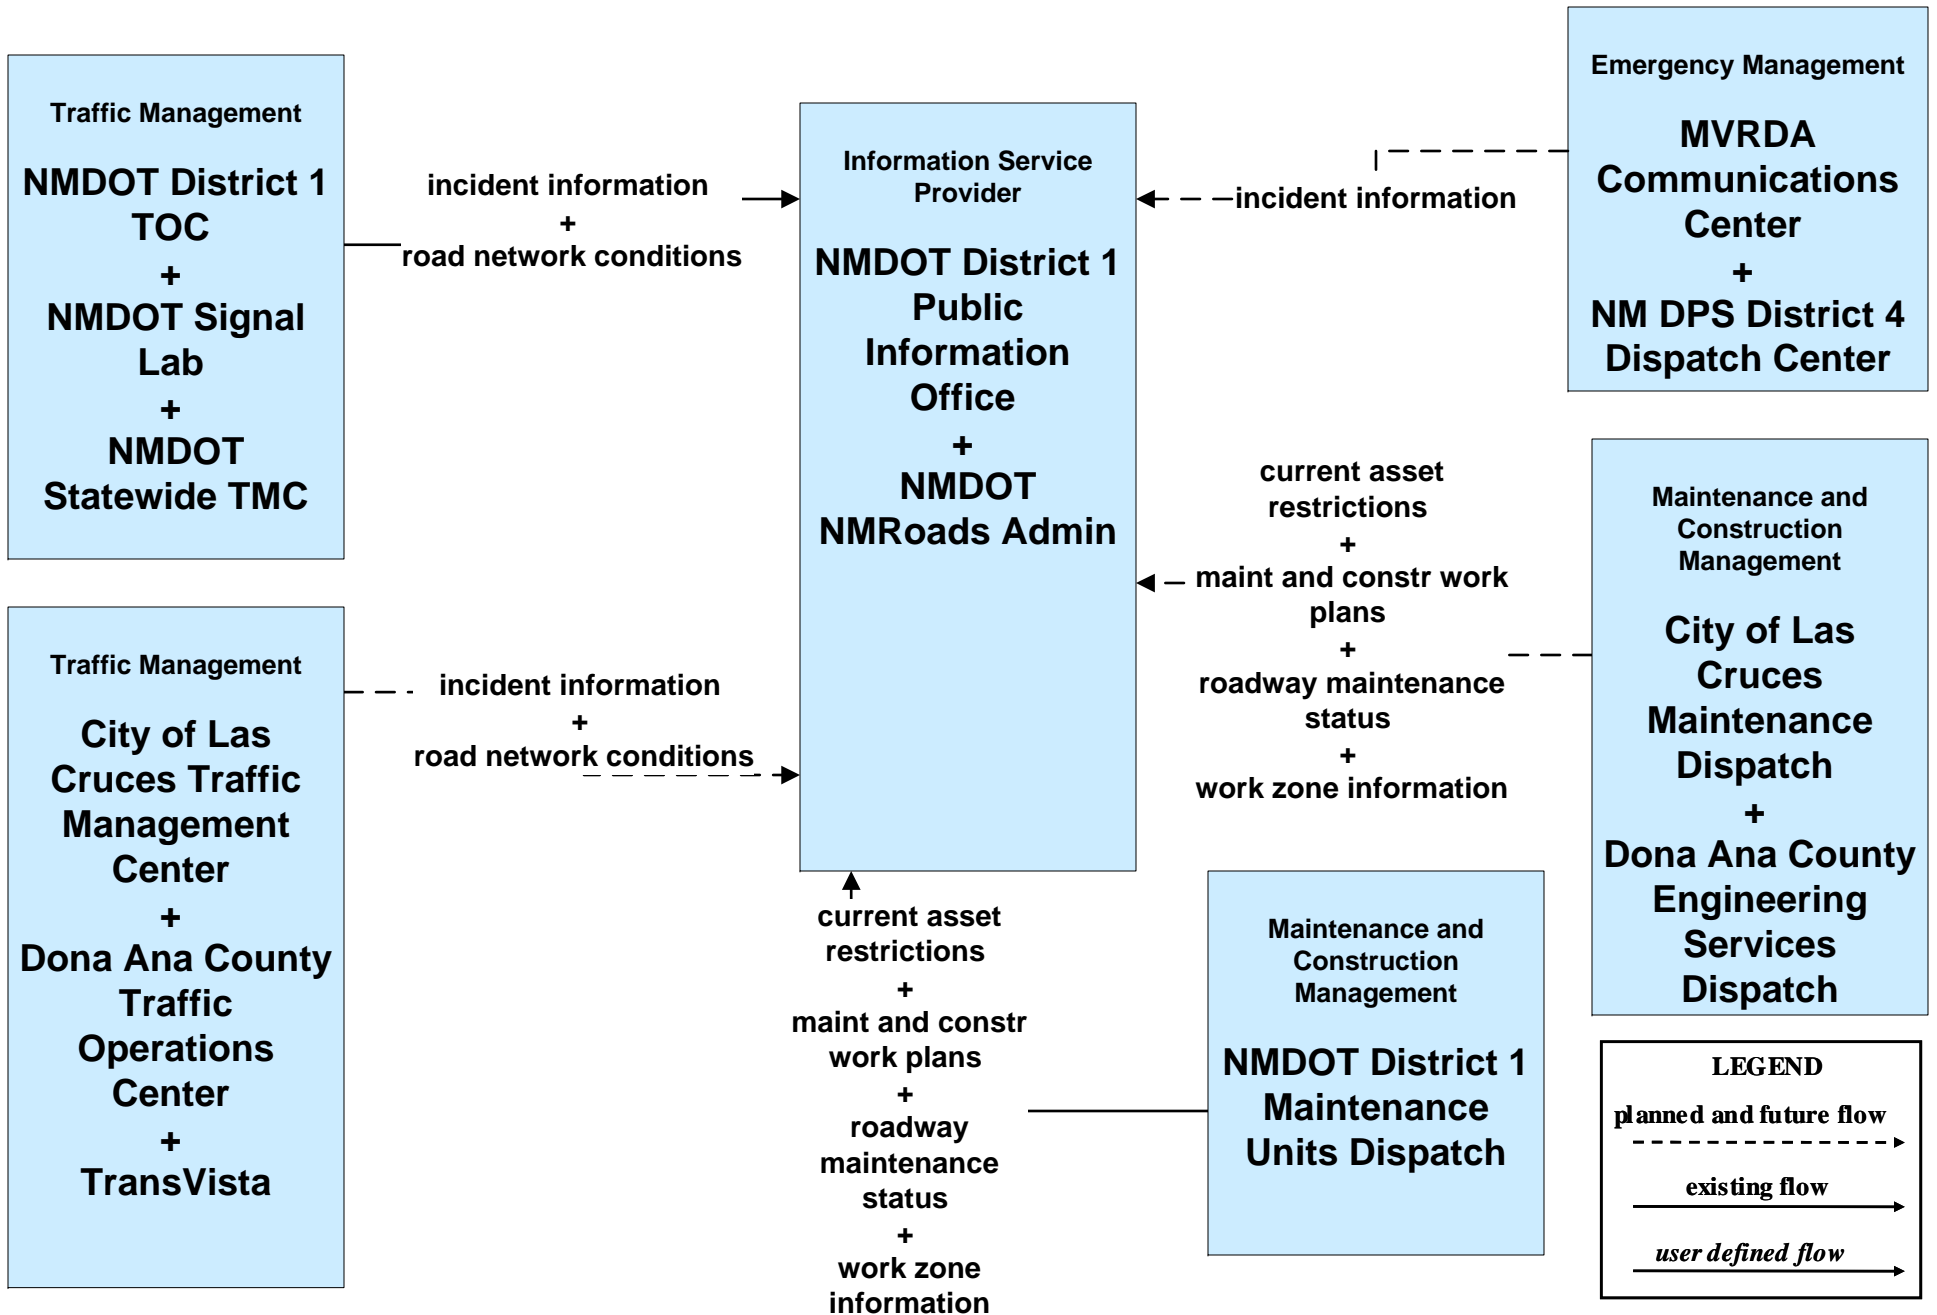 Traffic Management
NMDOT District 1
TOC
+
NMDOT Signal
Lab
+
NMDOT
Statewide TMC
incident information
+
road network conditions
Information Service
Provider
NMDOT District 1
Public
Information
Office
+
NMDOT
NMRoads Admin
Emergency Management
MVRDA
Communications
Center
+
NM DPS District 4
Dispatch Center
incident information
Traffic Management
City of Las
Cruces Traffic
Management
Center
+
Dona Ana County
Traffic
Operations
Center
+
TransVista
incident information
+
road network conditions
current asset
restrictions
+
maint and constr work
plans
+
roadway maintenance
status
+
work zone information
Maintenance and
Construction
Management
City of Las
Cruces
Maintenance
Dispatch
+
Dona Ana County
Engineering
Services
Dispatch
current asset
restrictions
+
maint and constr
work plans
+
roadway
maintenance
status
+
work zone
information
Maintenance and
Construction
Management
NMDOT District 1
Maintenance
Units Dispatch
LEGEND
planned and future flow
existing flow
user defined flow